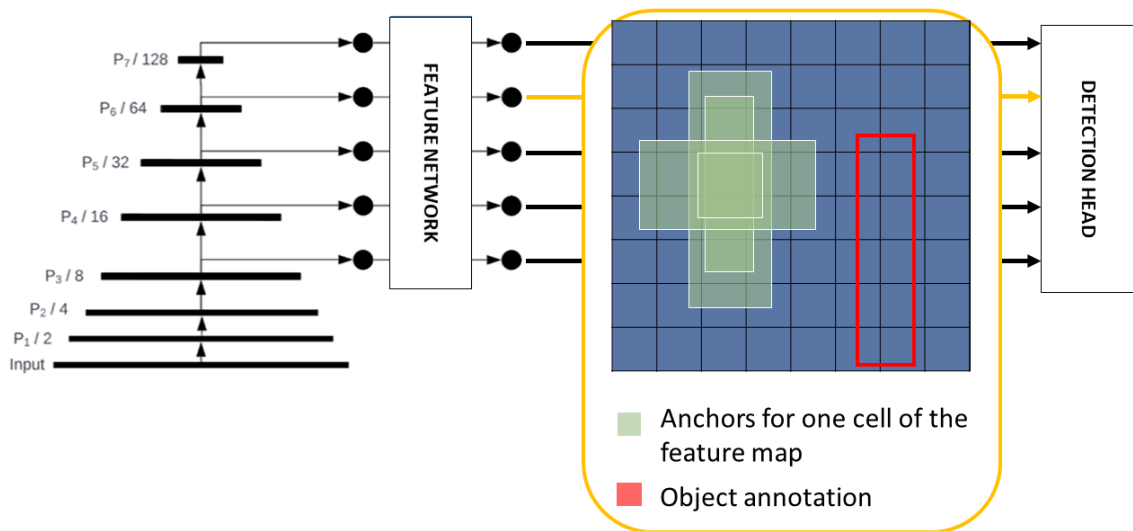 P₇ / 128
P₆ / 64
P₅ / 32
P₄ / 16
P₃ / 8
P₂ / 4
P₁ / 2
Input
FEATURE NETWORK
Anchors for one cell of the
feature map
Object annotation
DETECTION HEAD